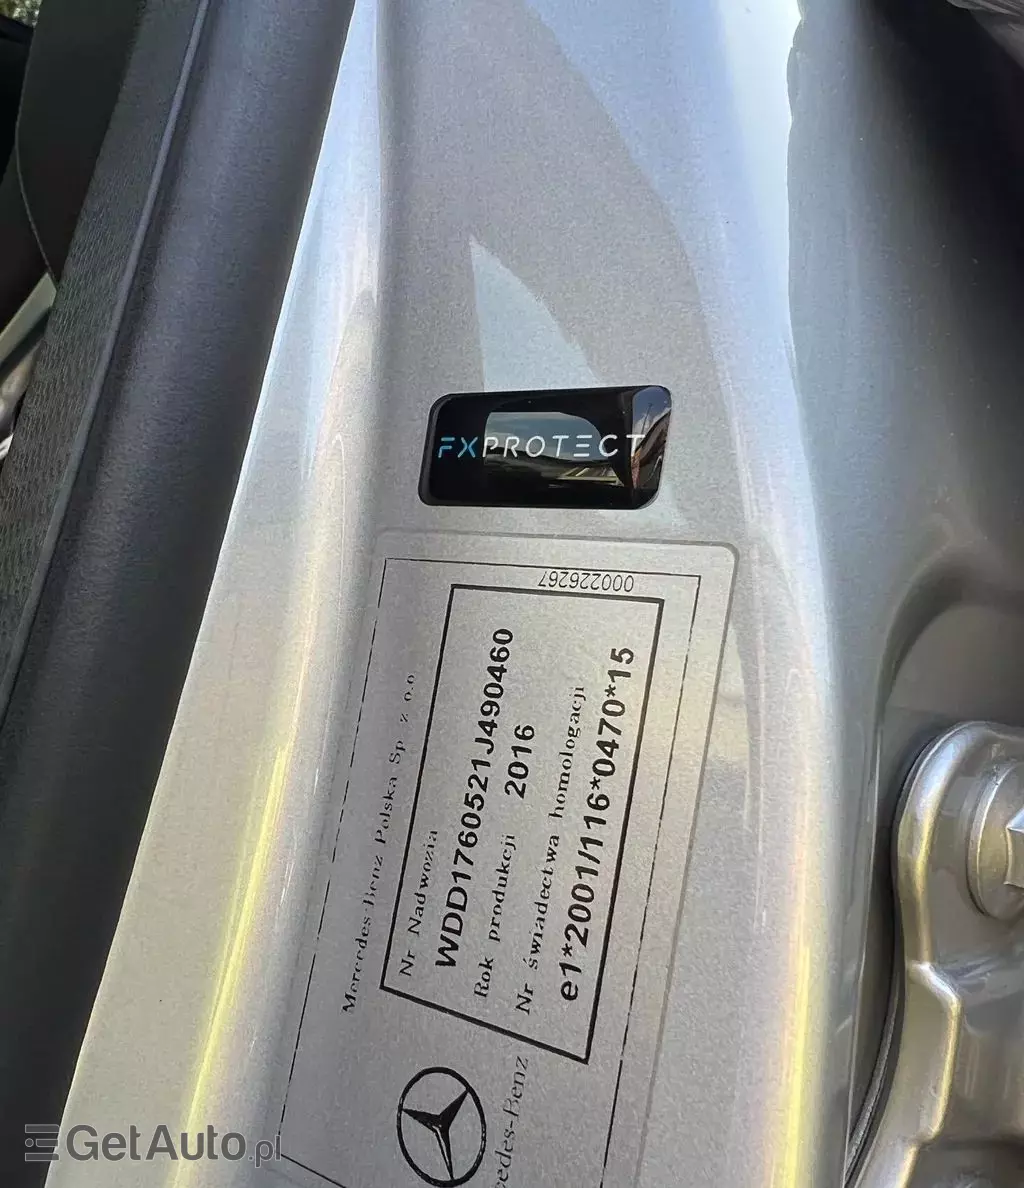 FXPROTECT
000226267
Mercedes-Benz Polska Sp. z o.o.
Nr Nadwozia
WDD1760521J490460
Rok produkcji 2016
Nr świadectwa homologacji
e1*2001/116*0470*15
edes-Benz
GetAuto.pl